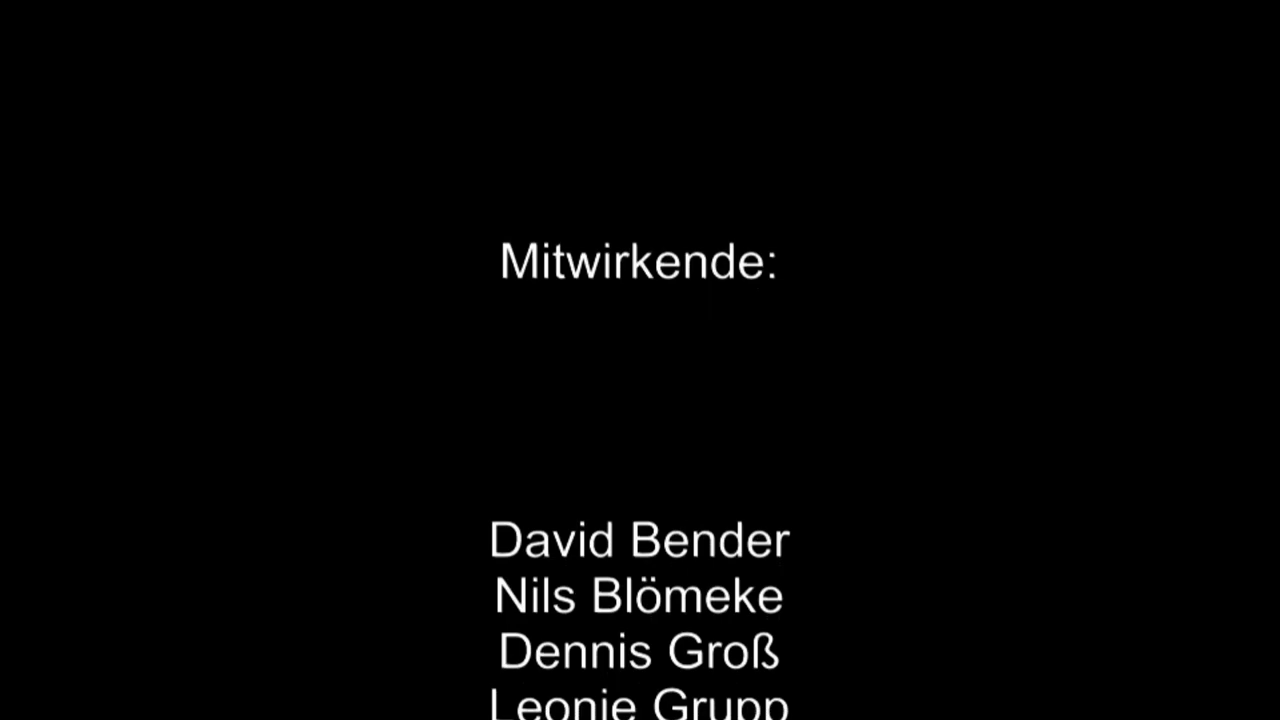 Mitwirkende:
David Bender
Nils Blömeke
Dennis Groß
Leonie Grupp